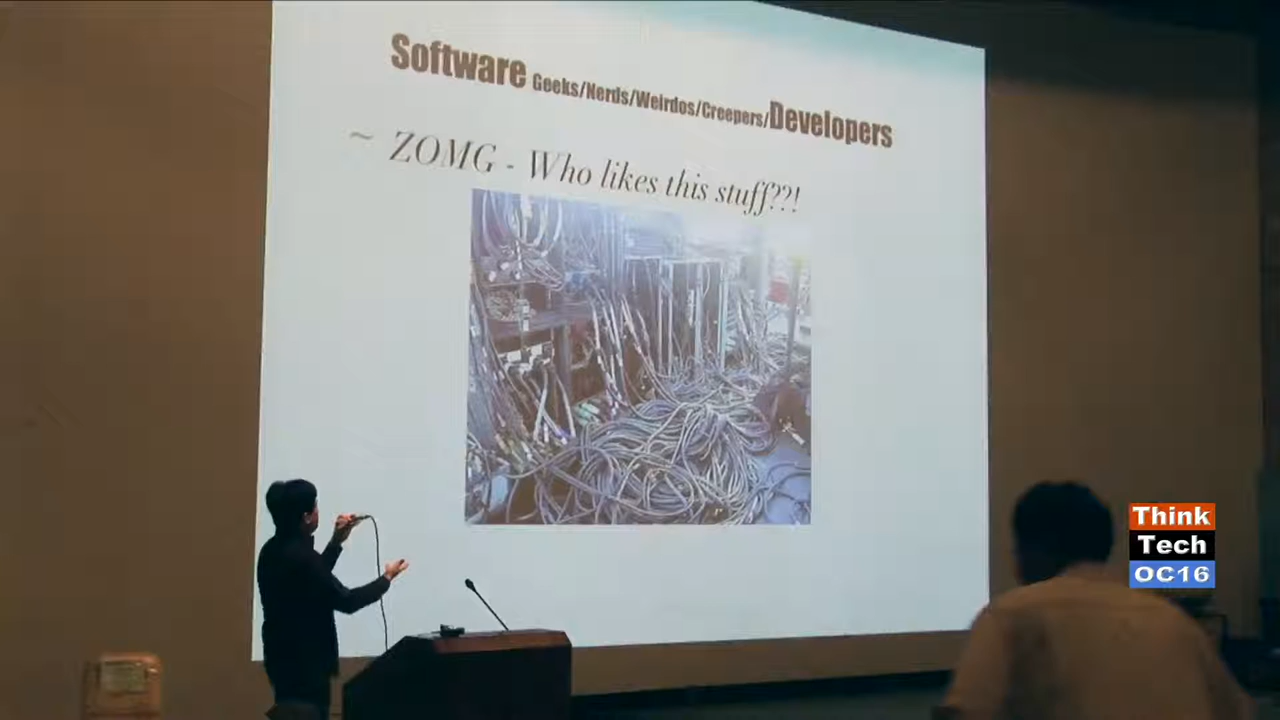 Software Geeks/Nerds/Weirdos/Creepers/Developers
~ ZOMG - Who likes this stuff??!
Think
Tech
OC16